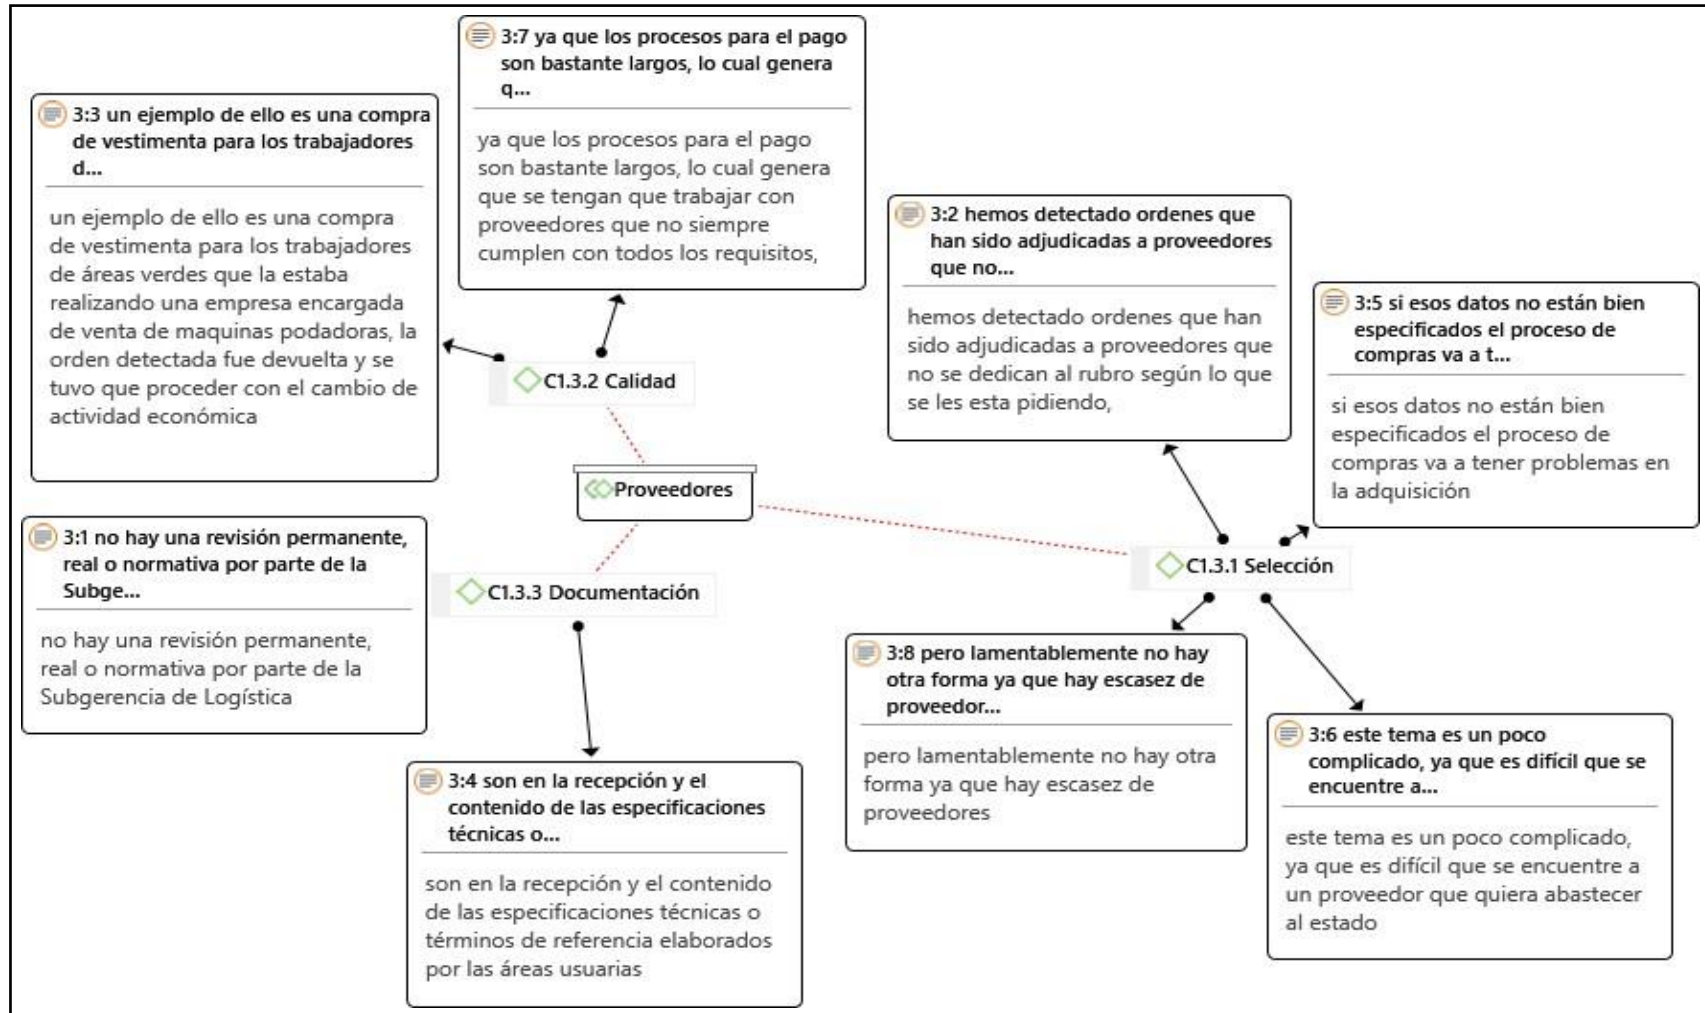 3:7 ya que los procesos para el pago
son bastante largos, lo cual genera
q...
ya que los procesos para el pago
son bastante largos, lo cual genera
que se tengan que trabajar con
proveedores que no siempre
cumplen con todos los requisitos,
3:3 un ejemplo de ello es una compra
de vestimenta para los trabajadores
d...
un ejemplo de ello es una compra
de vestimenta para los trabajadores
de áreas verdes que la estaba
realizando una empresa encargada
de venta de maquinas podadoras, la
orden detectada fue devuelta y se
tuvo que proceder con el cambio de
actividad económica
3:2 hemos detectado ordenes que
han sido adjudicadas a proveedores
que no...
hemos detectado ordenes que han
sido adjudicadas a proveedores que
no se dedican al rubro según lo que
se les esta pidiendo,
3:5 si esos datos no están bien
especificados el proceso de
compras va a t...
si esos datos no están bien
especificados el proceso de
compras va a tener problemas en
la adquisición
C1.3.2 Calidad
Proveedores
3:1 no hay una revisión permanente,
real o normativa por parte de la
Subge...
no hay una revisión permanente,
real o normativa por parte de la
Subgerencia de Logística
C1.3.3 Documentación
C1.3.1 Selección
3:4 son en la recepción y el
contenido de las especificaciones
técnicas o...
son en la recepción y el contenido
de las especificaciones técnicas o
términos de referencia elaborados
por las áreas usuarias
3:8 pero lamentablemente no hay
otra forma ya que hay escasez de
proveedor...
pero lamentablemente no hay otra
forma ya que hay escasez de
proveedores
3:6 este tema es un poco
complicado, ya que es difícil que se
encuentre a...
este tema es un poco complicado,
ya que es difícil que se encuentre a
un proveedor que quiera abastecer
al estado